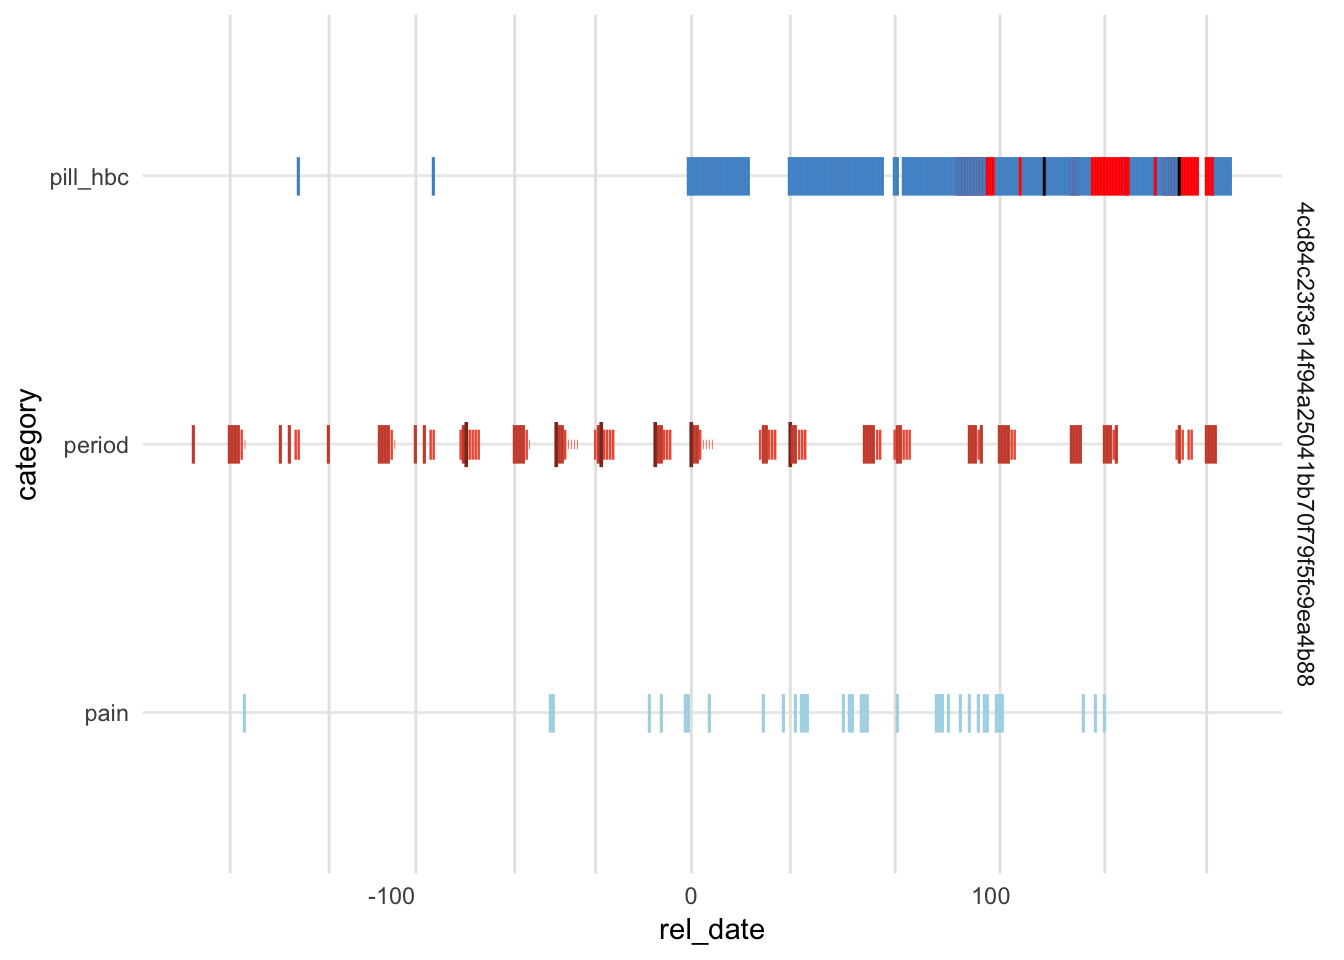 pill_hbc
period
pain
category
-100
0
100
rel_date
4cd84c23f3e14f94a25041bb70f79f5fc9ea4b88